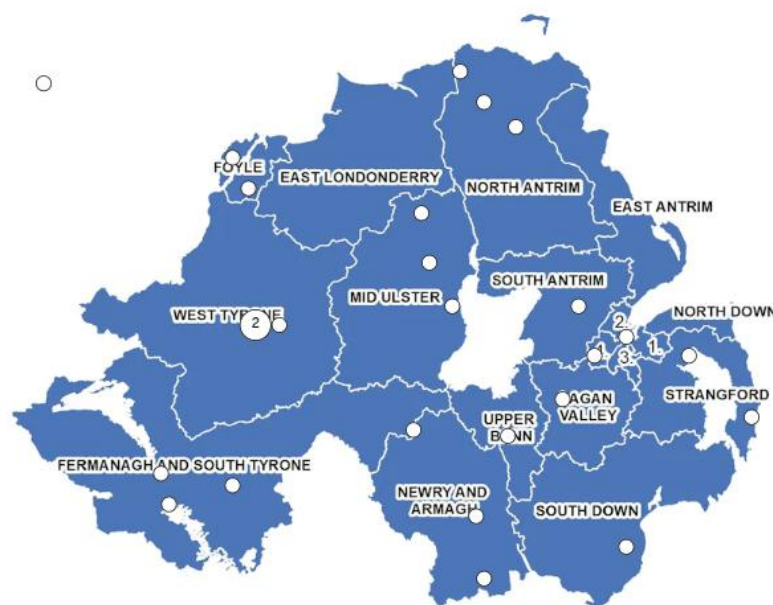 FOYLE
EAST LONDONDERRY
NORTH ANTRIM
EAST ANTRIM
SOUTH ANTRIM
MID ULSTER
WEST TYRONE
2
NORTH DOWN
2.
1.
1.
3.
STRANGFORD
LAGAN
VALLEY
UPPER
BANN
FERMANAGH AND SOUTH TYRONE
NEWRY AND
ARMAGH
SOUTH DOWN